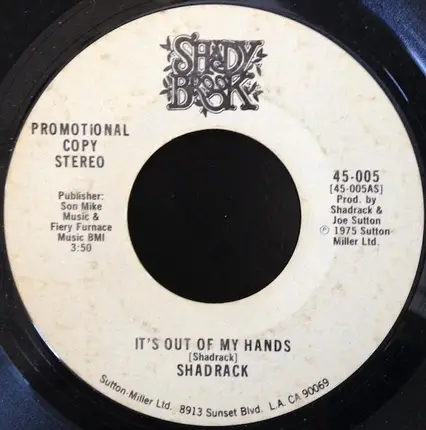 SHADY
BROOK
PROMOTIONAL
COPY
STEREO
Publisher:
Son Mike
Music &
Fiery Furnace
Music BMI
3:50
45-005
[45-005AS]
Prod. by
Shadrack &
Joe Sutton
℗ 1975 Sutton-
Miller Ltd.
IT'S OUT OF MY HANDS
[Shadrack]
SHADRACK
Sutton-Miller Ltd. 8913 Sunset Blvd. L.A. CA 90069